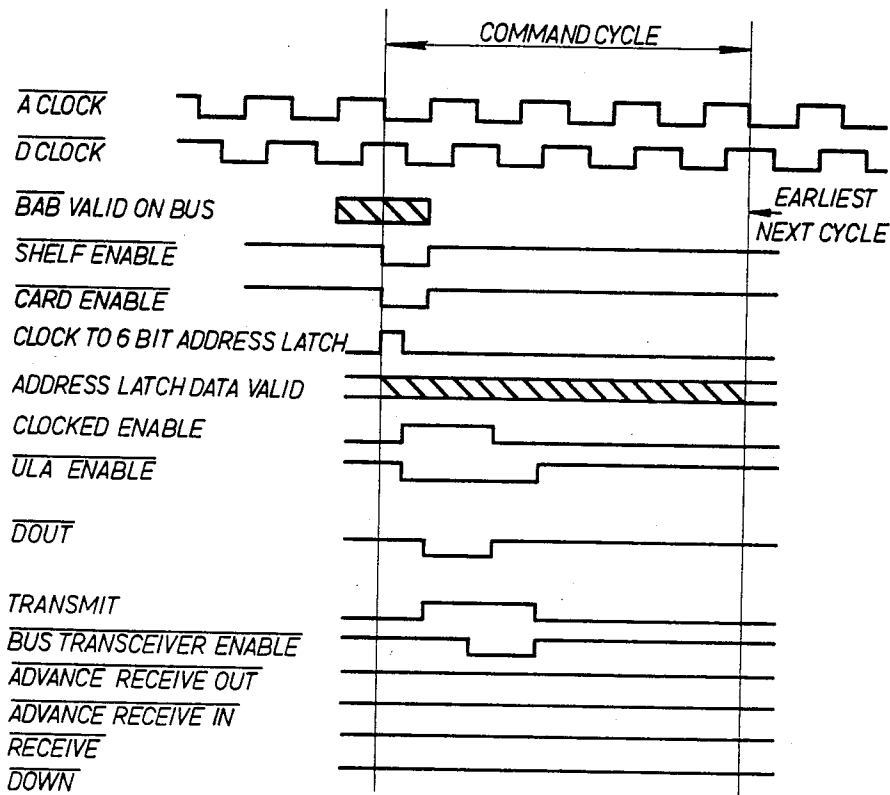 COMMAND CYCLE
A CLOCK
D CLOCK
BAB VALID ON BUS
EARLIEST
NEXT CYCLE
SHELF ENABLE
CARD ENABLE
CLOCK TO 6 BIT ADDRESS LATCH
ADDRESS LATCH DATA VALID
CLOCKED ENABLE
ULA ENABLE
DOUT
TRANSMIT
BUS TRANSCEIVER ENABLE
ADVANCE RECEIVE OUT
ADVANCE RECEIVE IN
RECEIVE
DOWN